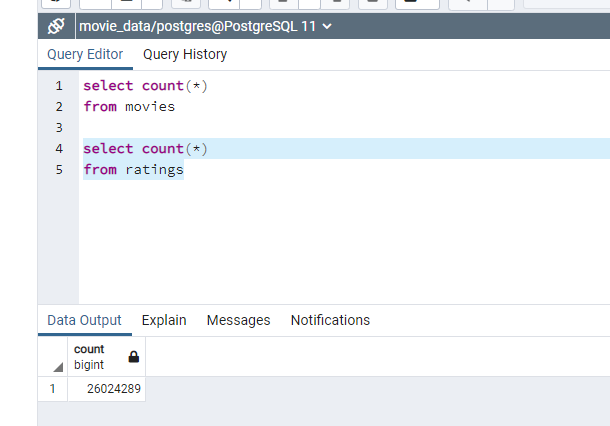 movie_data/postgres@PostgreSQL 11
Query Editor Query History
1 select count(*)
2 from movies
3
4 select count(*)
5 from ratings
Data Output Explain Messages Notifications
count
bigint
1 26024289